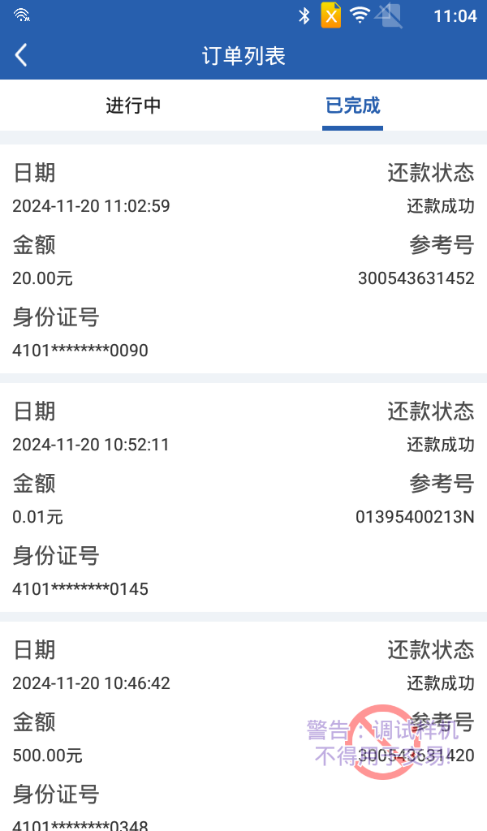 11:04
订单列表
进行中 已完成
日期 还款状态
2024-11-20 11:02:59 还款成功
金额 参考号
20.00元 300543631452
身份证号
4101********0090
日期 还款状态
2024-11-20 10:52:11 还款成功
金额 参考号
0.01元 01395400213N
身份证号
4101********0145
日期 还款状态
2024-11-20 10:46:42 还款成功
金额 参考号
警告：调试样机
500.00元 300543631420
不得用于交易!
身份证号
4101********0348